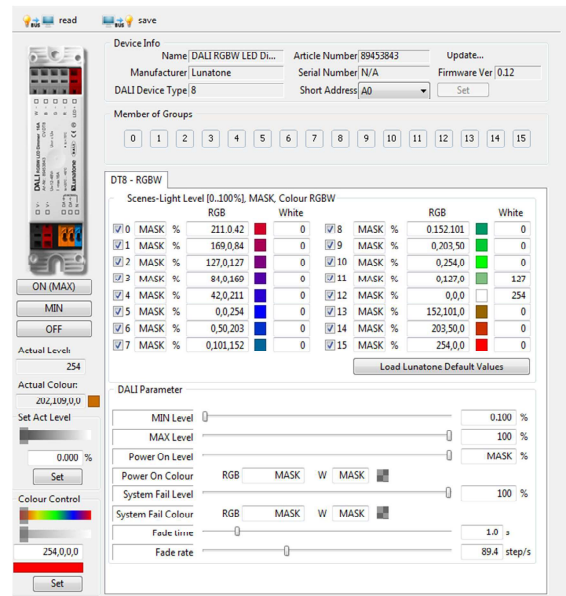 read save
Device Info
Name DALI RGBW LED Di... Article Number 89453843 Update...
Manufacturer Lunatone Serial Number N/A Firmware Ver 0.12
DALI Device Type 8 Short Address A0 Set
Member of Groups
0 1 2 3 4 5 6 7 8 9 10 11 12 13 14 15
DT8 - RGBW
Scenes-Light Level [0..100%], MASK, Colour RGBW
RGB White RGB White
0 MASK % 211.0.42 0 8 MASK % 0.152.101 0
1 MASK % 169,0,84 0 9 MASK % 0,203,50 0
2 MASK % 127,0,127 0 10 MASK % 0,254,0 0
3 MASK % 84,0,169 0 11 MASK % 0,127,0 127
4 MASK % 42,0,211 0 12 MASK % 0,0,0 254
5 MASK % 0,0,254 0 13 MASK % 152,101,0 0
6 MASK % 0,50,203 0 14 MASK % 203,50,0 0
7 MASK % 0,101,152 0 15 MASK % 254,0,0 0
Load Lunatone Default Values
DALI Parameter
MIN Level 0.100 %
MAX Level 100 %
Power On Level MASK %
Power On Colour RGB MASK W MASK
System Fail Level 100 %
System Fail Colour RGB MASK W MASK
Fade time 1.0 s
Fade rate 89.4 step/s
DALI RGBW LED Dimmer 16A
Lunatone
ON (MAX)
MIN
OFF
Actual Level:
254
Actual Colour:
202,109,0,0
Set Act Level
0.000 %
Set
Colour Control
254,0,0,0
Set